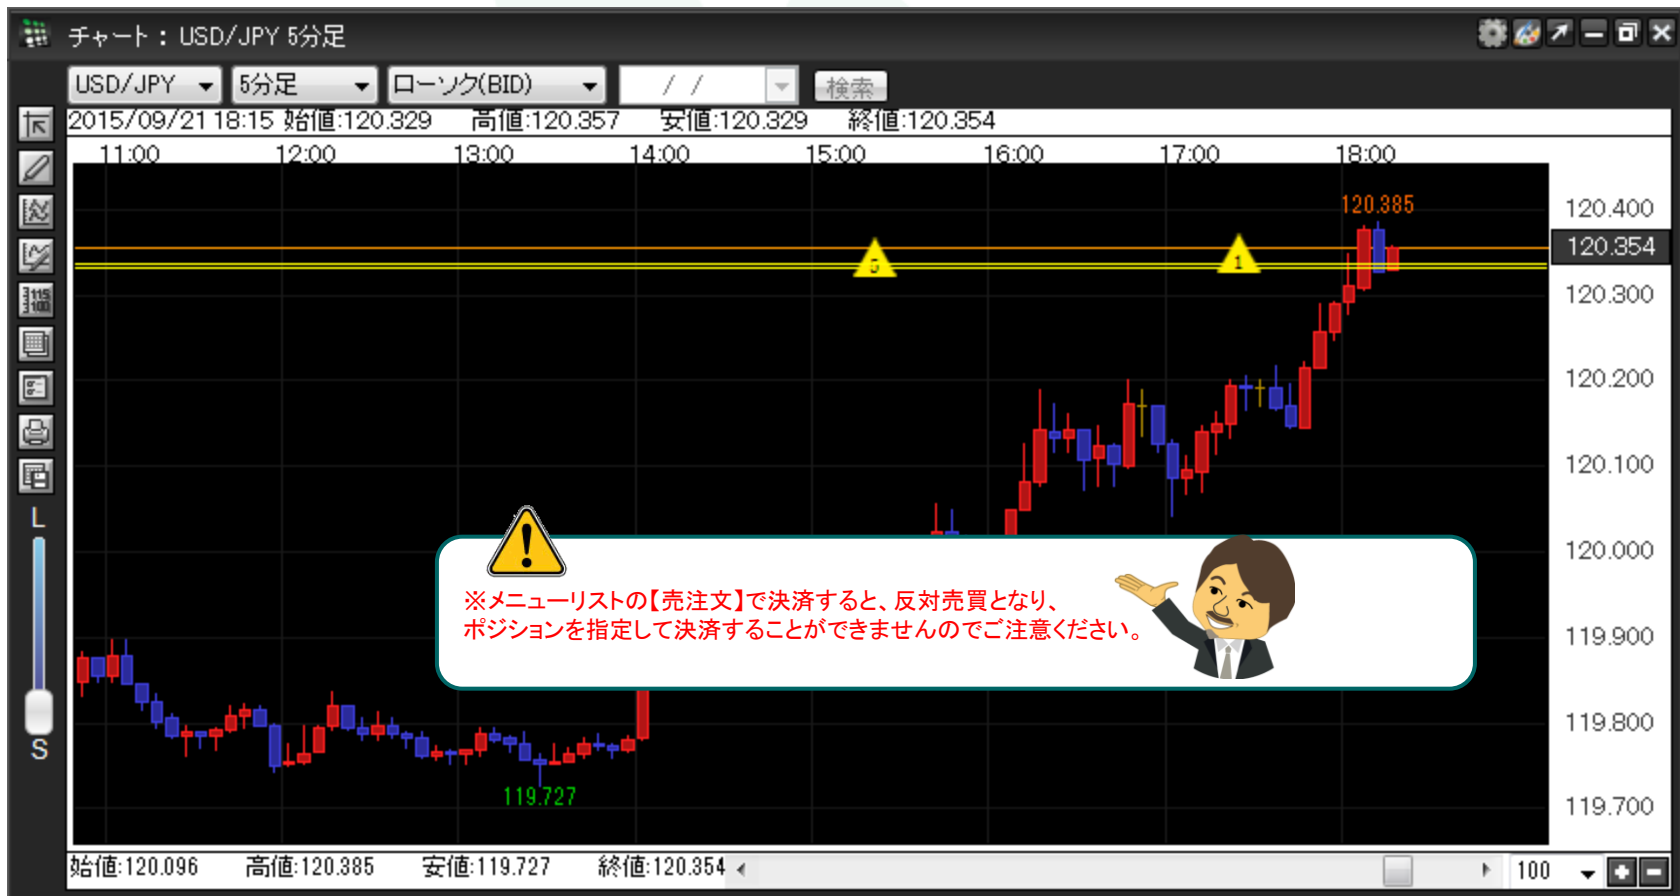 チャート：USD/JPY 5分足
USD/JPY 5分足 ローソク(BID) / / 検索
2015/09/21 18:15 始値:120.329 高値:120.357 安値:120.329 終値:120.354
11:00 12:00 13:00 14:00 15:00 16:00 17:00 18:00
120.385
120.400
120.354
1
120.300
115
100
120.200
120.100
L
120.000
※メニューリストの【売注文】で決済すると、反対売買となり、
ポジションを指定して決済することができませんのでご注意ください。
119.900
119.800
S
119.727
119.700
始値:120.096 高値:120.385 安値:119.727 終値:120.354 100